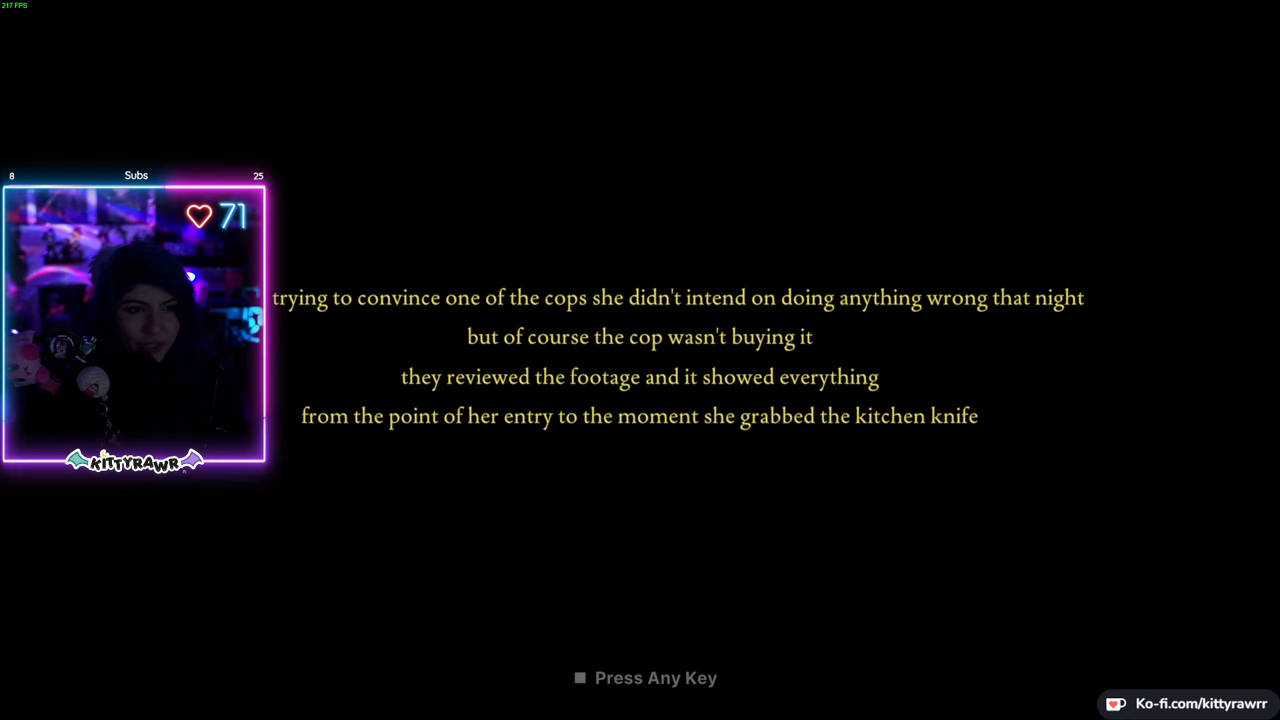 217 FPS
8 Subs 25
71
trying to convince one of the cops she didn't intend on doing anything wrong that night
but of course the cop wasn't buying it
they reviewed the footage and it showed everything
from the point of her entry to the moment she grabbed the kitchen knife
KITTYRAWR
Press Any Key
Ko-fi.com/kittyrawrr